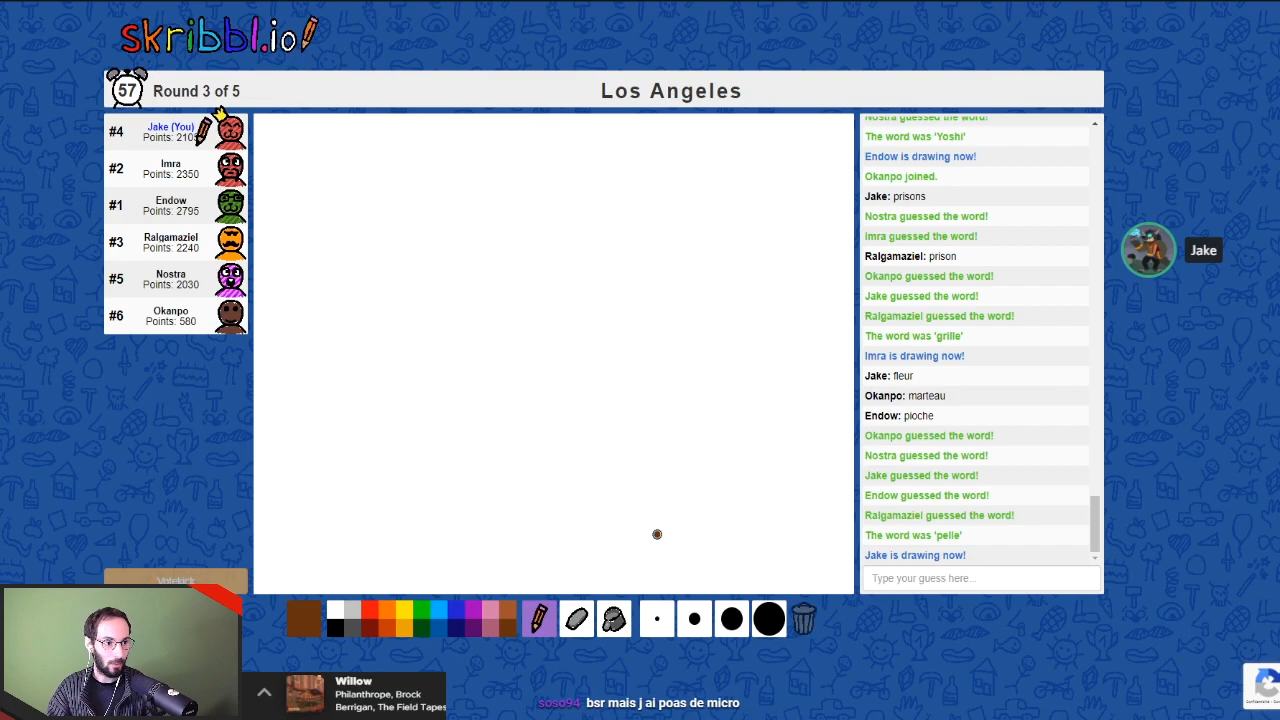 skribbl.io
57
Round 3 of 5
Los Angeles
#4
Jake (You)
Points: 2105
#2
Imra
Points: 2350
#1
Endow
Points: 2795
#3
Ralgamaziel
Points: 2240
#5
Nostra
Points: 2030
#6
Okanpo
Points: 580
Votekick
Nostra guessed the word!
The word was 'Yoshi'
Endow is drawing now!
Okanpo joined.
Jake: prisons
Nostra guessed the word!
Imra guessed the word!
Ralgamaziel: prison
Okanpo guessed the word!
Jake guessed the word!
Ralgamaziel guessed the word!
The word was 'grille'
Imra is drawing now!
Jake: fleur
Okanpo: marteau
Endow: pioche
Okanpo guessed the word!
Nostra guessed the word!
Jake guessed the word!
Endow guessed the word!
Ralgamaziel guessed the word!
The word was 'pelle'
Jake is drawing now!
Type your guess here...
Jake
Willow
Philanthrope, Brock
Berrigan, The Field Tapes
soso94 bsr mais j ai poas de micro